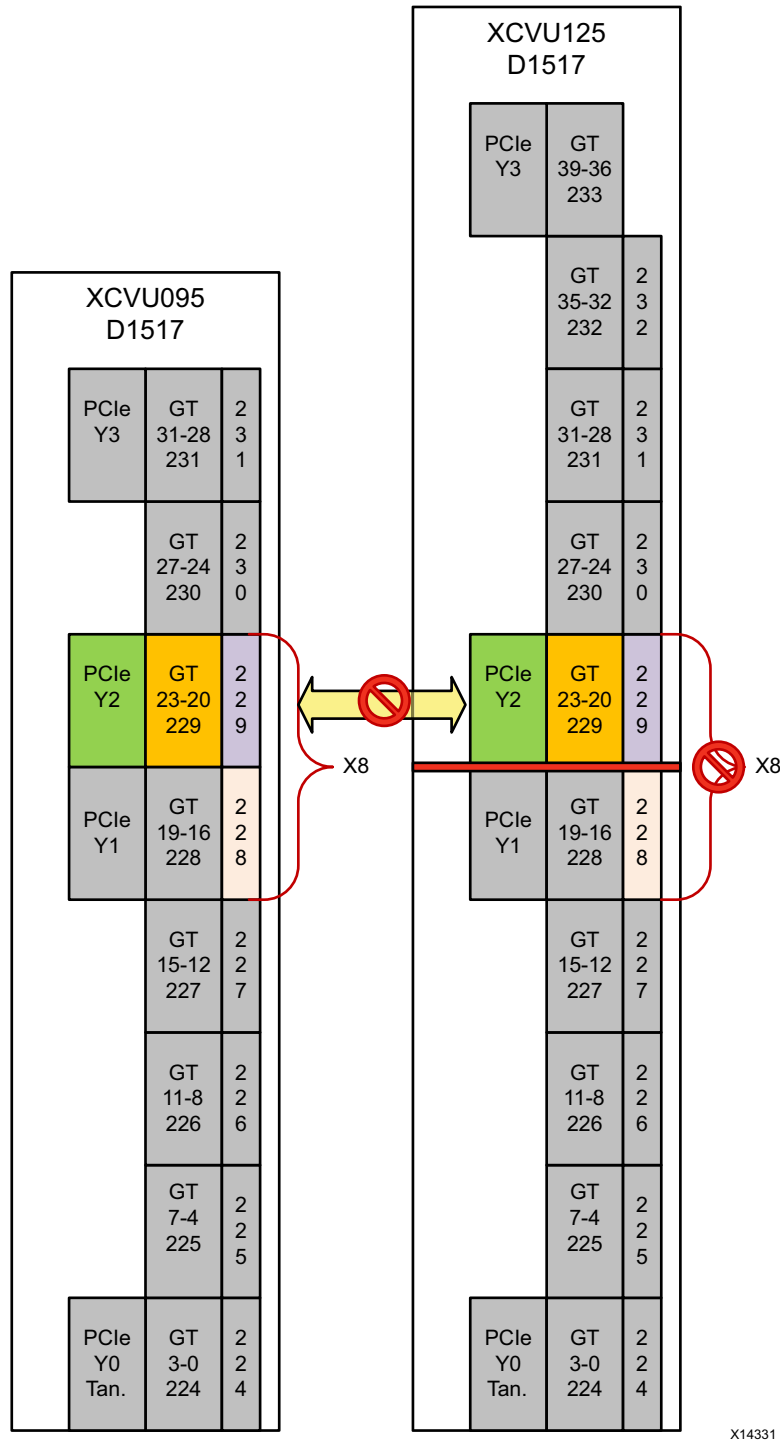 XCVU095
D1517
PCIe
Y3
GT
31-28
231
2
3
1
GT
27-24
230
2
3
0
PCIe
Y2
GT
23-20
229
2
2
9
PCIe
Y1
GT
19-16
228
2
2
8
X8
GT
15-12
227
2
2
7
GT
11-8
226
2
2
6
GT
7-4
225
2
2
5
PCIe
Y0
Tan.
GT
3-0
224
2
2
4
XCVU125
D1517
PCIe
Y3
GT
39-36
233
GT
35-32
232
2
3
2
GT
31-28
231
2
3
1
GT
27-24
230
2
3
0
PCIe
Y2
GT
23-20
229
2
2
9
PCIe
Y1
GT
19-16
228
2
2
8
X8
GT
15-12
227
2
2
7
GT
11-8
226
2
2
6
GT
7-4
225
2
2
5
PCIe
Y0
Tan.
GT
3-0
224
2
2
4
X14331